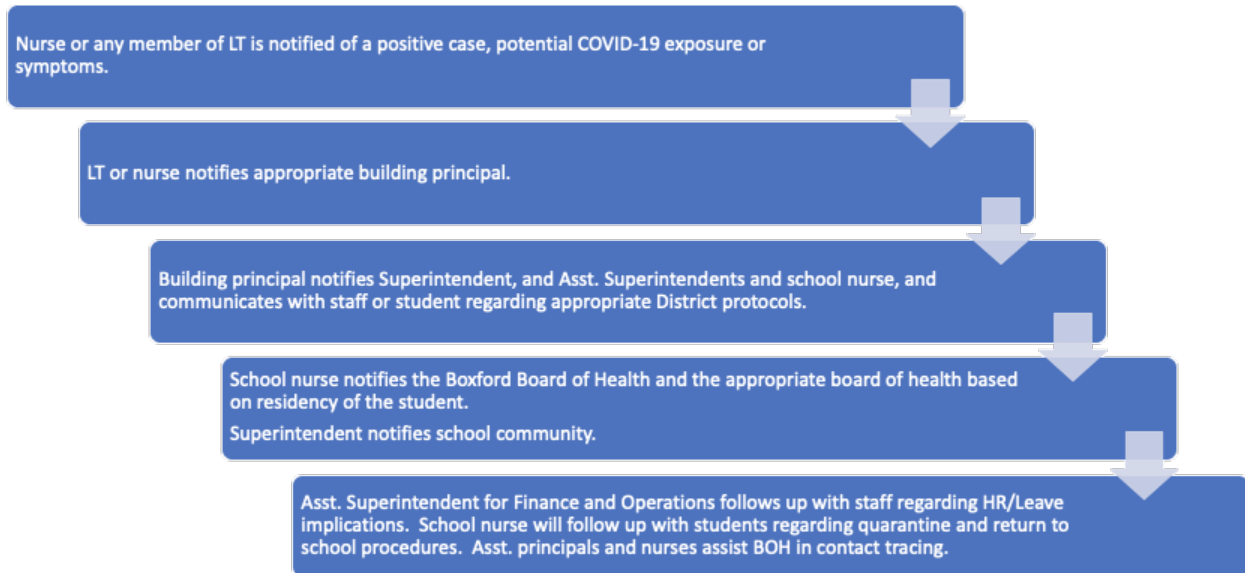 Nurse or any member of LT is notified of a positive case, potential COVID-19 exposure or
symptoms.
LT or nurse notifies appropriate building principal.
Building principal notifies Superintendent, and Asst. Superintendents and school nurse, and
communicates with staff or student regarding appropriate District protocols.
School nurse notifies the Boxford Board of Health and the appropriate board of health based
on residency of the student.
Superintendent notifies school community.
Asst. Superintendent for Finance and Operations follows up with staff regarding HR/Leave
implications.  School nurse will follow up with students regarding quarantine and return to
school procedures.  Asst. principals and nurses assist BOH in contact tracing.